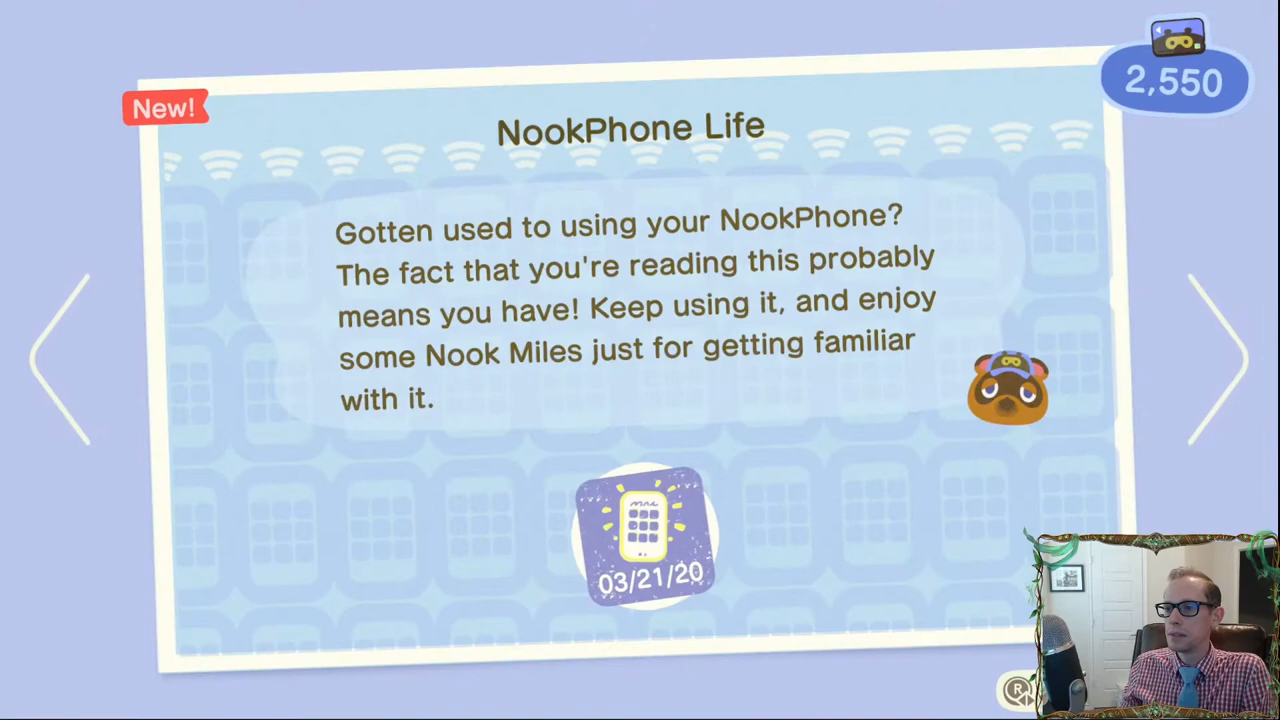 2,550
New!
NookPhone Life
Gotten used to using your NookPhone?
The fact that you're reading this probably
means you have! Keep using it, and enjoy
some Nook Miles just for getting familiar
with it.
03/21/20
R